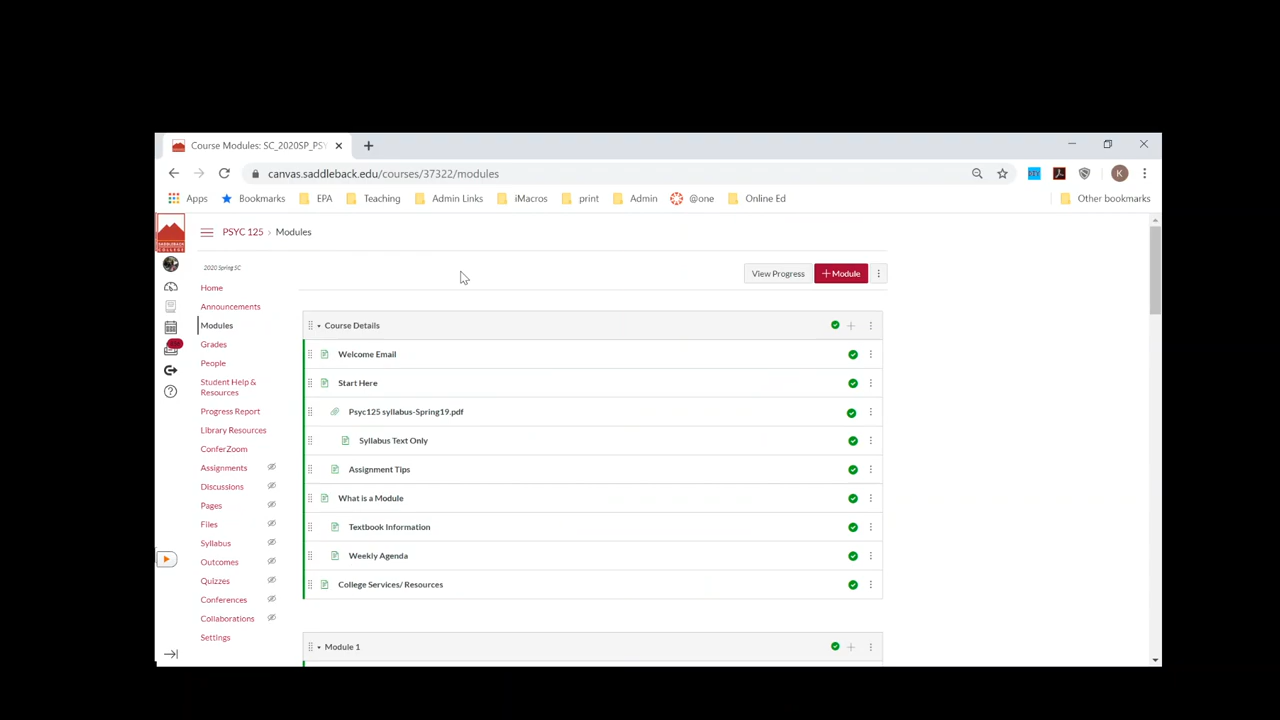 Course Modules: SC_2020SP_PSY
canvas.saddleback.edu/courses/37322/modules
K
Apps Bookmarks EPA Teaching Admin Links iMacros print Admin @one Online Ed Other bookmarks
SADDLEBACK
COLLEGE
PSYC 125 › Modules
2020 Spring SC
View Progress
+ Module
Home
Announcements
Modules
Grades
People
Student Help &
Resources
Progress Report
Library Resources
ConferZoom
Assignments
Discussions
Pages
Files
Syllabus
Outcomes
Quizzes
Conferences
Collaborations
Settings
Course Details
Welcome Email
Start Here
Psyc125 syllabus-Spring19.pdf
Syllabus Text Only
Assignment Tips
What is a Module
Textbook Information
Weekly Agenda
College Services/ Resources
Module 1